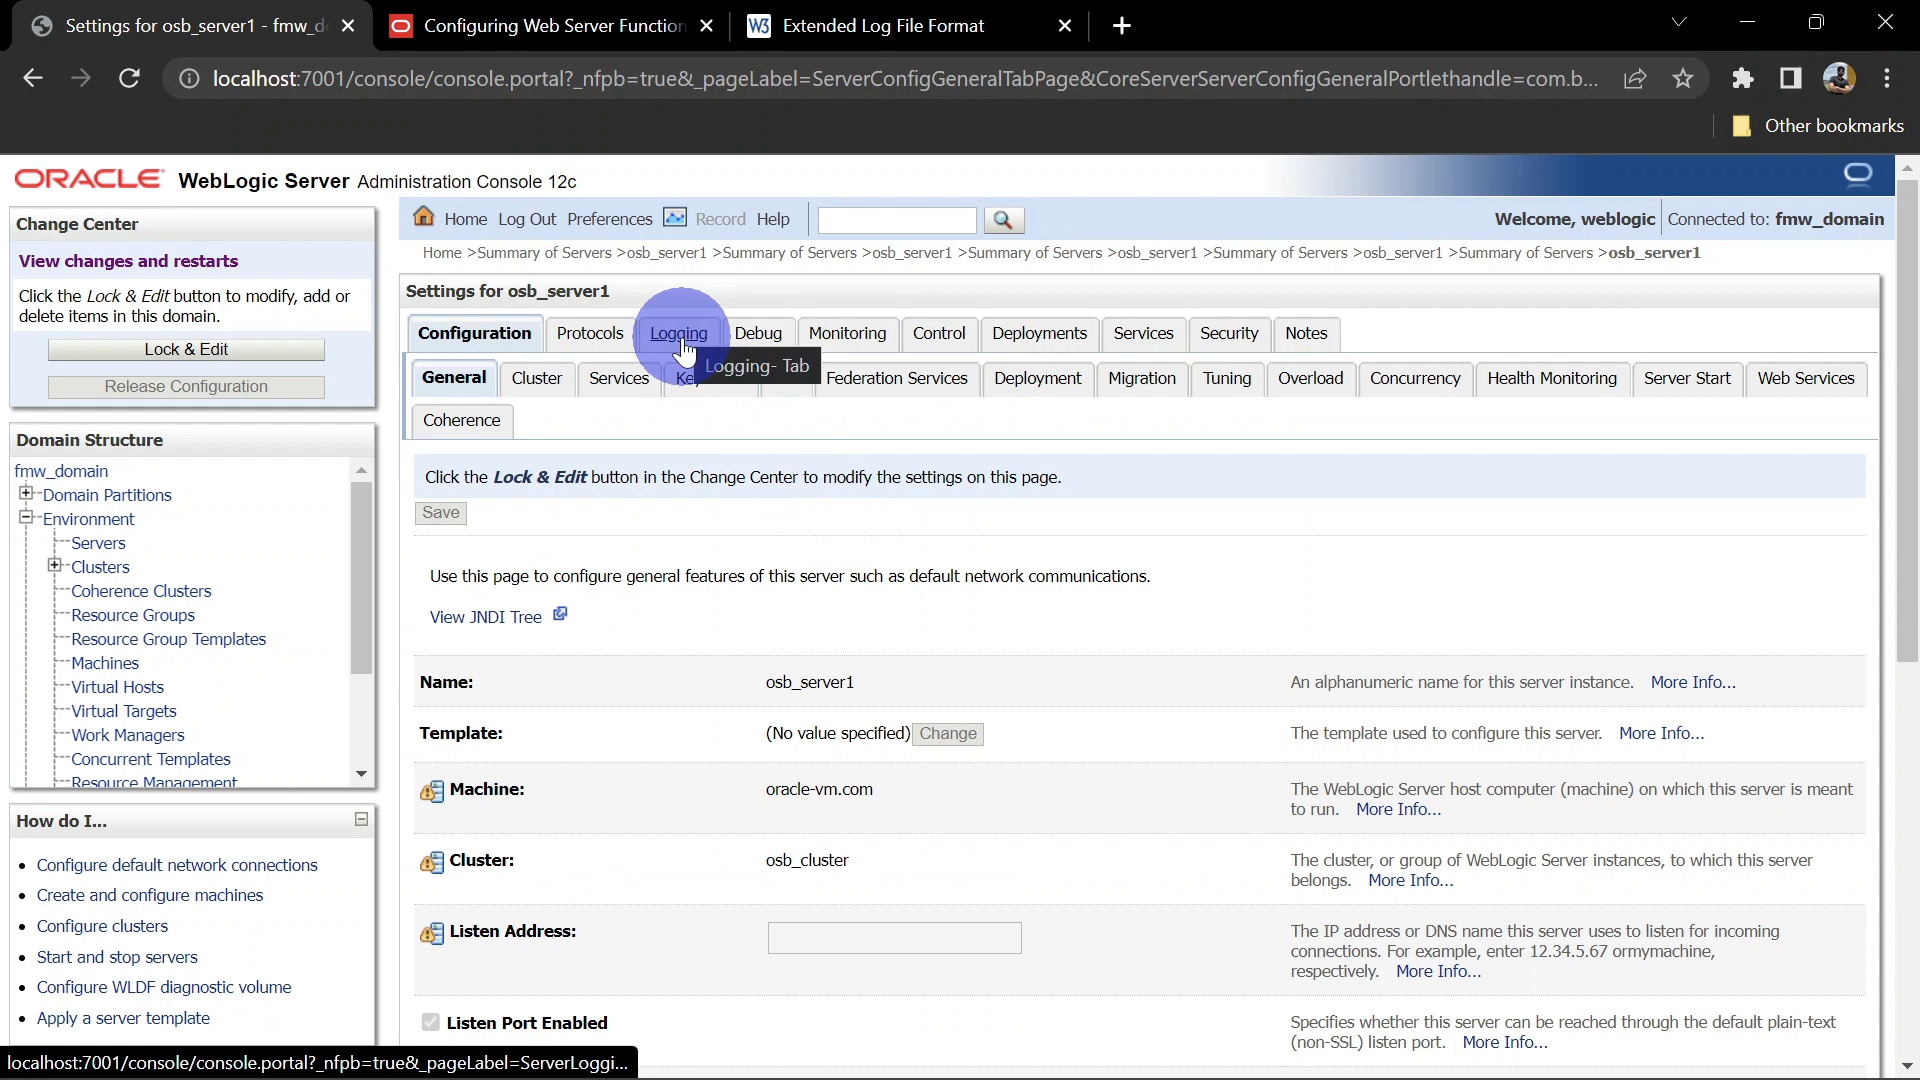 Settings for osb_server1 - fmw_d
Configuring Web Server Function
Extended Log File Format
localhost:7001/console/console.portal?_nfpb=true&_pageLabel=ServerConfigGeneralTabPage&CoreServerServerConfigGeneralPortlethandle=com.b...
Other bookmarks
ORACLE WebLogic Server Administration Console 12c
Change Center
View changes and restarts
Click the Lock & Edit button to modify, add or
delete items in this domain.
Lock & Edit
Release Configuration
Domain Structure
fmw_domain
Domain Partitions
Environment
Servers
Clusters
Coherence Clusters
Resource Groups
Resource Group Templates
Machines
Virtual Hosts
Virtual Targets
Work Managers
Concurrent Templates
Resource Management
How do I...
Configure default network connections
Create and configure machines
Configure clusters
Start and stop servers
Configure WLDF diagnostic volume
Apply a server template
localhost:7001/console/console.portal?_nfpb=true&_pageLabel=ServerLoggi...
Home Log Out Preferences Record Help
Welcome, weblogic Connected to: fmw_domain
Home >Summary of Servers >osb_server1 >Summary of Servers >osb_server1 >Summary of Servers >osb_server1 >Summary of Servers >osb_server1 >Summary of Servers >osb_server1
Settings for osb_server1
Configuration Protocols Logging Debug Monitoring Control Deployments Services Security Notes
Logging- Tab
General Cluster Services Federation Services Deployment Migration Tuning Overload Concurrency Health Monitoring Server Start Web Services
Coherence
Click the Lock & Edit button in the Change Center to modify the settings on this page.
Save
Use this page to configure general features of this server such as default network communications.
View JNDI Tree
Name: osb_server1 An alphanumeric name for this server instance. More Info...
Template: (No value specified) Change The template used to configure this server. More Info...
Machine: oracle-vm.com The WebLogic Server host computer (machine) on which this server is meant
to run. More Info...
Cluster: osb_cluster The cluster, or group of WebLogic Server instances, to which this server
belongs. More Info...
Listen Address: The IP address or DNS name this server uses to listen for incoming
connections. For example, enter 12.34.5.67 ormymachine,
respectively. More Info...
Listen Port Enabled Specifies whether this server can be reached through the default plain-text
(non-SSL) listen port. More Info...